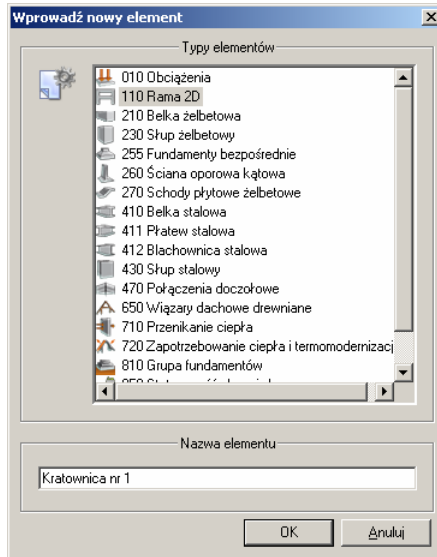 Wprowadź nowy element
Typy elementów
010 Obciążenia
110 Rama 2D
210 Belka żelbetowa
230 Słup żelbetowy
255 Fundamenty bezpośrednie
260 Ściana oporowa kątowa
270 Schody płytowe żelbetowe
410 Belka stalowa
411 Płatew stalowa
412 Blachownica stalowa
430 Słup stalowy
470 Połączenia doczołowe
650 Wiązary dachowe drewniane
710 Przenikanie ciepła
720 Zapotrzebowanie ciepła i termomodernizacj
810 Grupa fundamentów
Nazwa elementu
Kratownica nr 1
OK
Anuluj